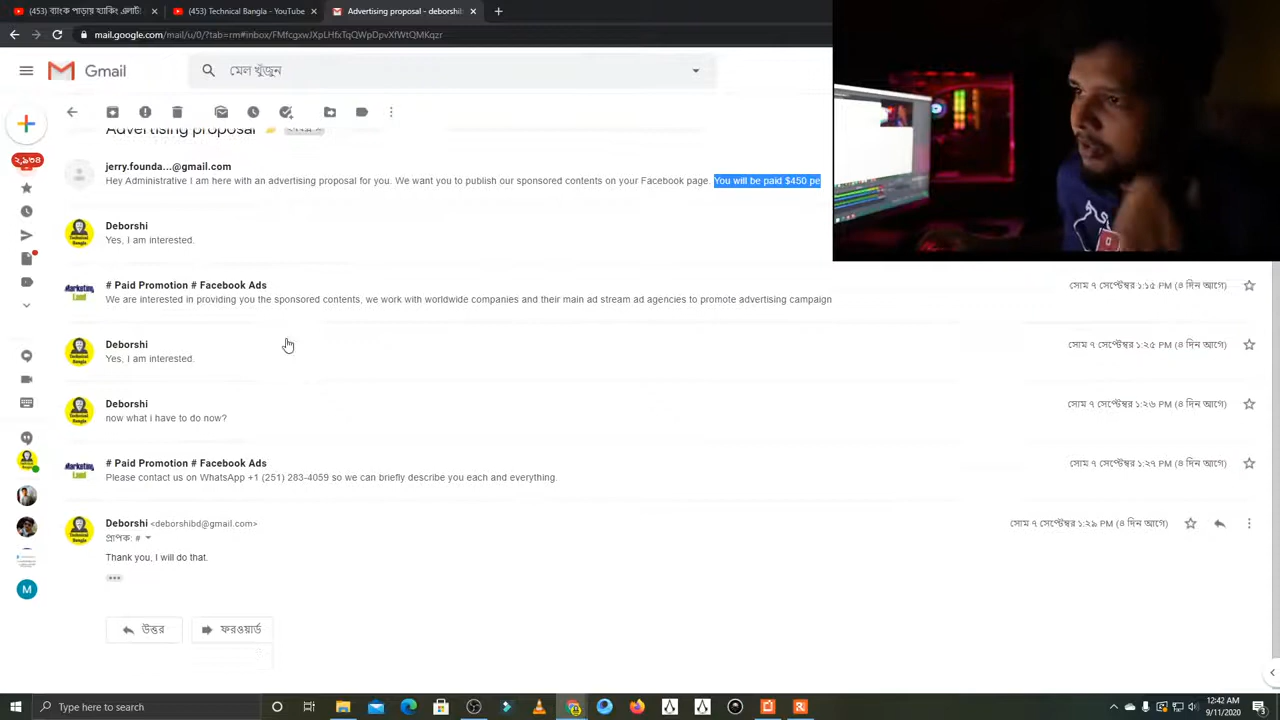 (453) ব্যাংক পাড়ায় হ্যাকিং এলার্ট!
(453) Technical Bangla - YouTube
Advertising proposal - deborshi
mail.google.com/mail/u/0/?tab=rm#inbox/FMfcgxwJXpLHfxTqQWpDpvXfWtQMKqzr
Gmail
মেল খুঁজুন
Advertising proposal
২,৯৩৪
jerry.founda...@gmail.com
Hey Administrative I am here with an advertising proposal for you. We want you to publish our sponsored contents on your Facebook page. You will be paid $450 pe
Deborshi
Yes, I am interested.
# Paid Promotion # Facebook Ads
সোম ৭ সেপ্টেম্বর ১:১৫ PM (৪ দিন আগে)
We are interested in providing you the sponsored contents, we work with worldwide companies and their main ad stream ad agencies to promote advertising campaign
Deborshi
সোম ৭ সেপ্টেম্বর ১:২৫ PM (৪ দিন আগে)
Yes, I am interested.
Deborshi
সোম ৭ সেপ্টেম্বর ১:২৬ PM (৪ দিন আগে)
now what i have to do now?
# Paid Promotion # Facebook Ads
সোম ৭ সেপ্টেম্বর ১:২৭ PM (৪ দিন আগে)
Please contact us on WhatsApp +1 (251) 283-4059 so we can briefly describe you each and everything.
Deborshi <deborshibd@gmail.com>
সোম ৭ সেপ্টেম্বর ১:২৯ PM (৪ দিন আগে)
প্রাপক: #
Thank you, I will do that.
M
উত্তর
ফরওয়ার্ড
Type here to search
12:42 AM
9/11/2020